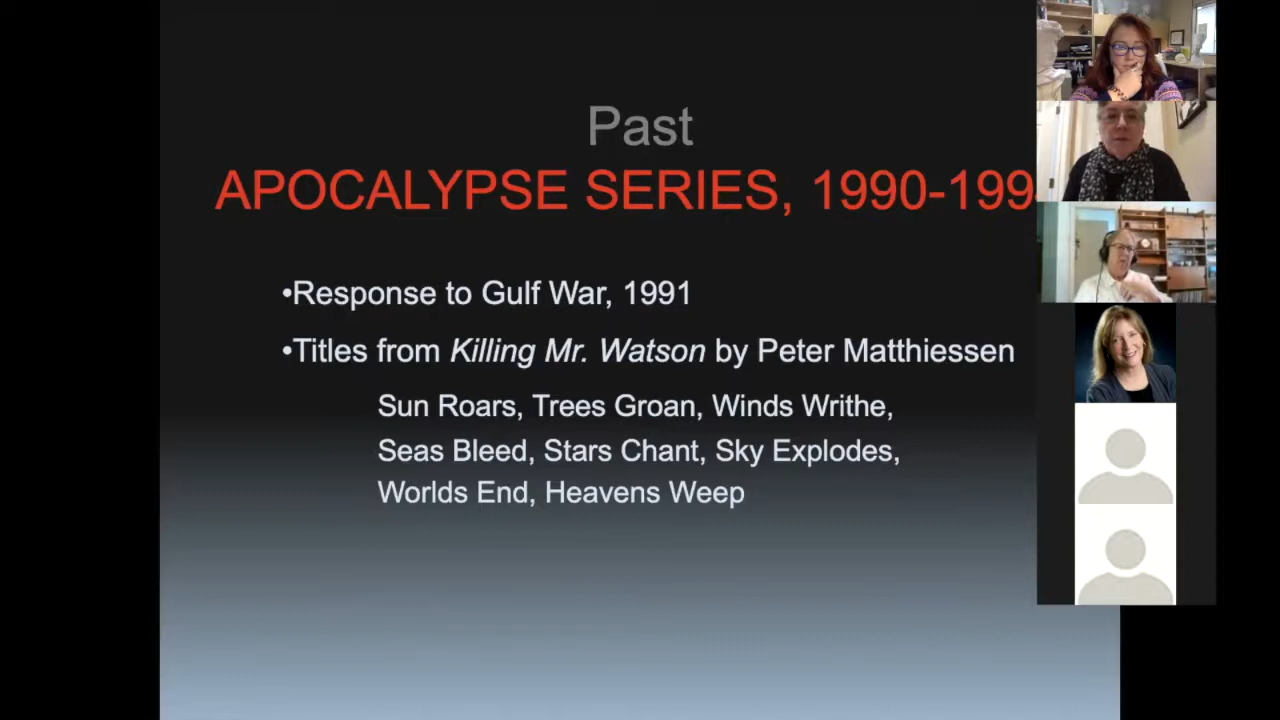 Past
APOCALYPSE SERIES, 1990-199
•Response to Gulf War, 1991
•Titles from Killing Mr. Watson by Peter Matthiessen
Sun Roars, Trees Groan, Winds Writhe,
Seas Bleed, Stars Chant, Sky Explodes,
Worlds End, Heavens Weep